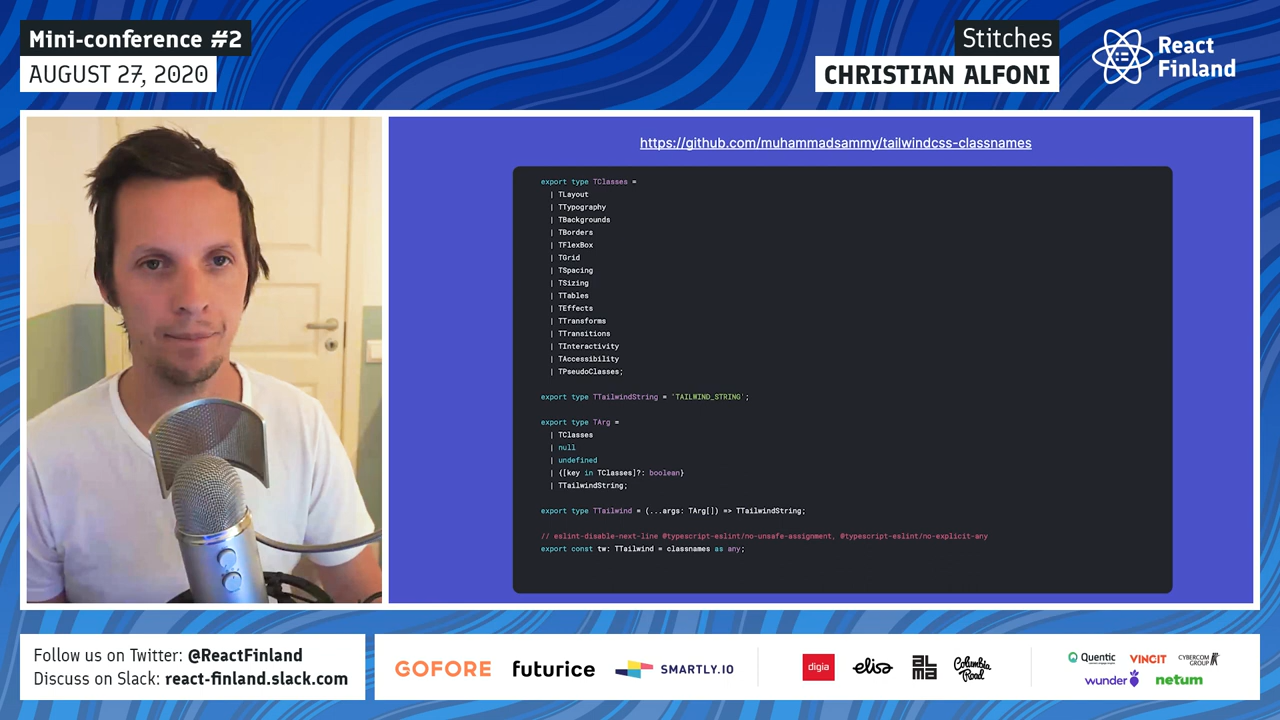 Mini-conference #2
AUGUST 27, 2020
Stitches
CHRISTIAN ALFONI
React
Finland
https://github.com/muhammadsammy/tailwindcss-classnames
export type TClasses =
| TLayout
| TTypography
| TBackgrounds
| TBorders
| TFlexBox
| TGrid
| TSpacing
| TSizing
| TTables
| TEffects
| TTransforms
| TTransitions
| TInteractivity
| TAccessibility
| TPseudoClasses;
export type TTailwindString = 'TAILWIND_STRING';
export type TArg =
| TClasses
| null
| undefined
| {[key in TClasses]?: boolean}
| TTailwindString;
export type TTailwind = (...args: TArg[]) => TTailwindString;
// eslint-disable-next-line @typescript-eslint/no-unsafe-assignment, @typescript-eslint/no-explicit-any
export const tw: TTailwind = classnames as any;
Follow us on Twitter: @ReactFinland
Discuss on Slack: react-finland.slack.com
GOFORE futurice SMARTLY.IO
digia elisa ALMA Columbia Road
Quentic VINCIT CYBERCOM GROUP
wunder netum